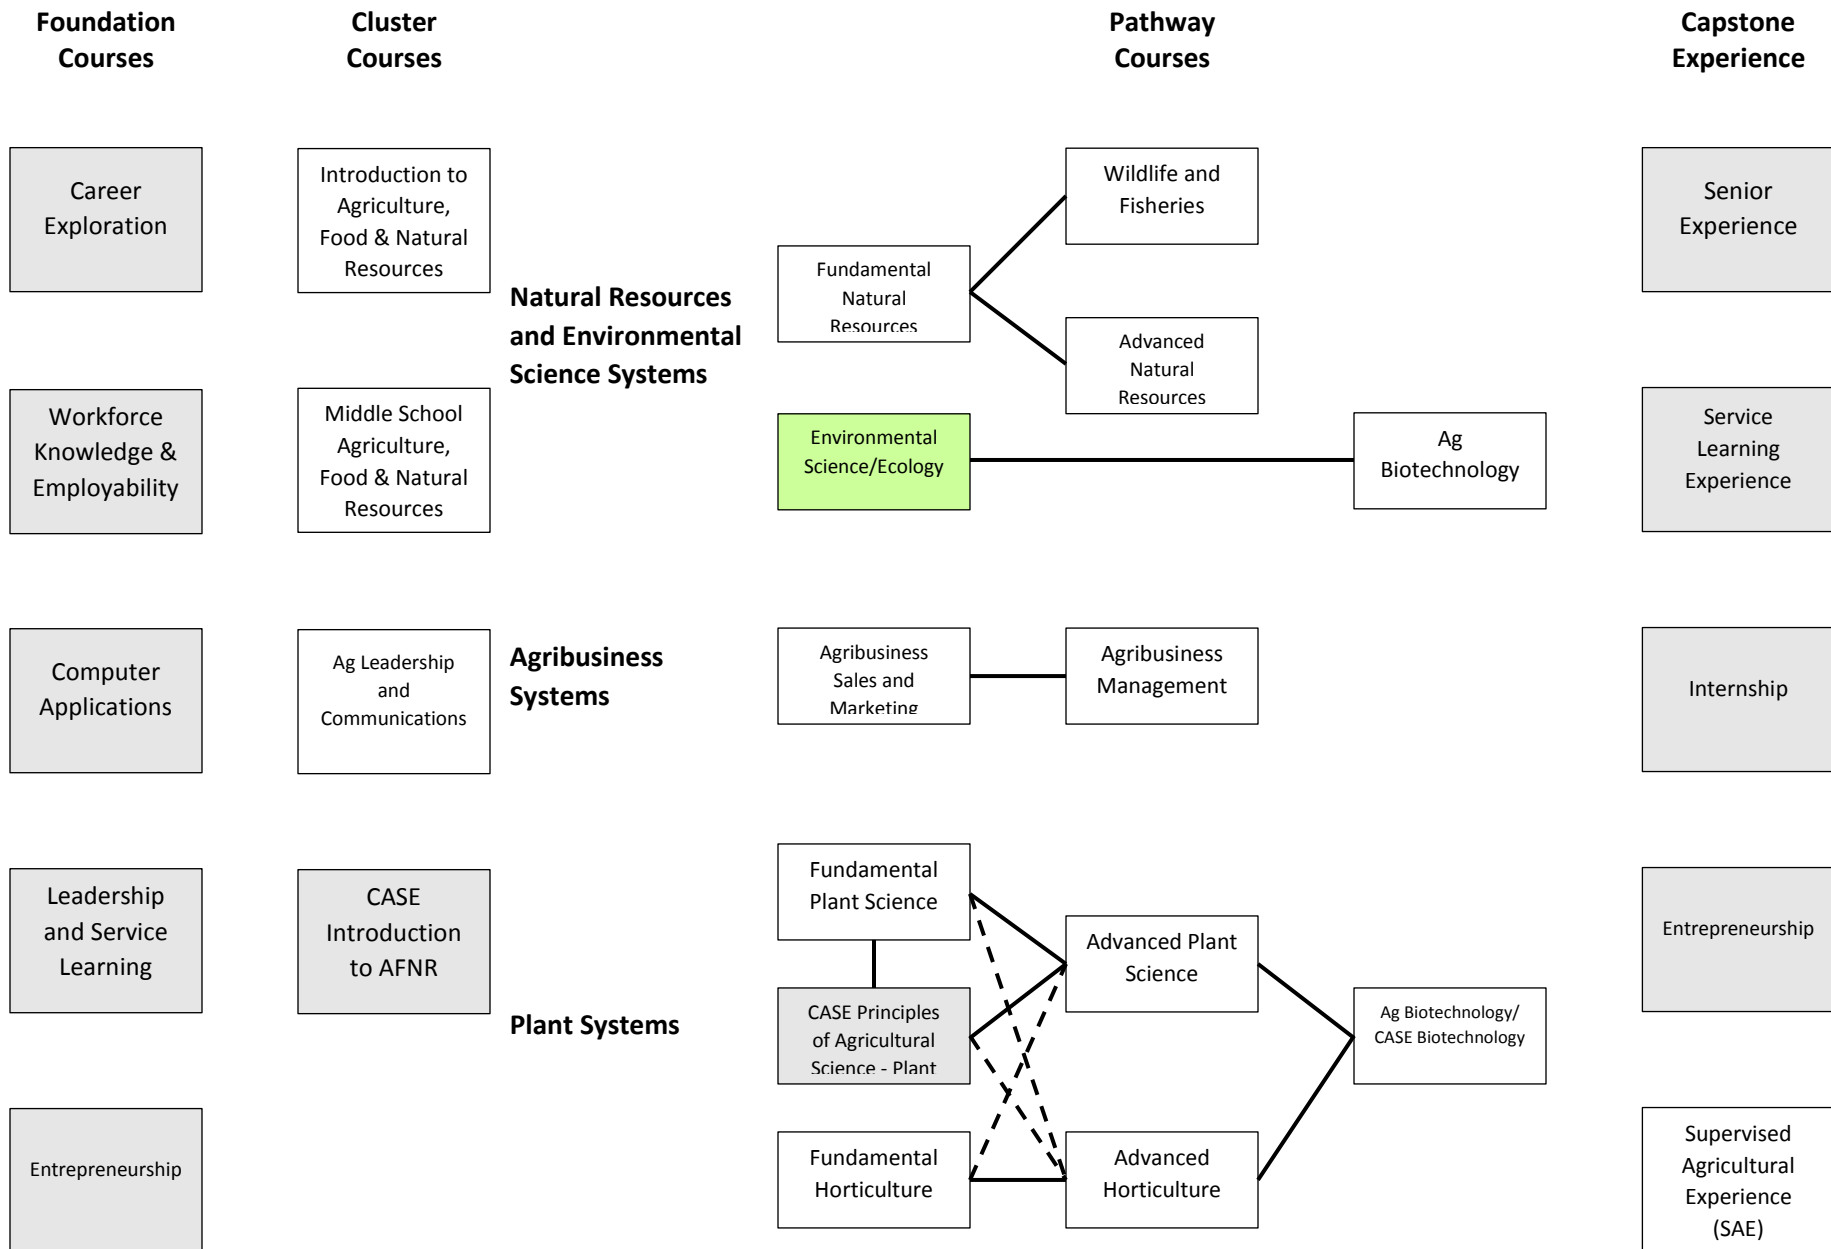 Foundation
Courses
Cluster
Courses
Pathway
Courses
Capstone
Experience
Career
Exploration
Workforce
Knowledge &
Employability
Computer
Applications
Leadership
and Service
Learning
Entrepreneurship
Introduction to
Agriculture,
Food & Natural
Resources
Middle School
Agriculture,
Food & Natural
Resources
Ag Leadership
and
Communications
CASE
Introduction
to AFNR
Natural Resources
and Environmental
Science Systems
Fundamental
Natural
Resources
Wildlife and
Fisheries
Advanced
Natural
Resources
Environmental
Science/Ecology
Ag
Biotechnology
Agribusiness
Systems
Agribusiness
Sales and
Marketing
Agribusiness
Management
Plant Systems
Fundamental
Plant Science
CASE Principles
of Agricultural
Science - Plant
Fundamental
Horticulture
Advanced Plant
Science
Advanced
Horticulture
Ag Biotechnology/
CASE Biotechnology
Senior
Experience
Service
Learning
Experience
Internship
Entrepreneurship
Supervised
Agricultural
Experience
(SAE)